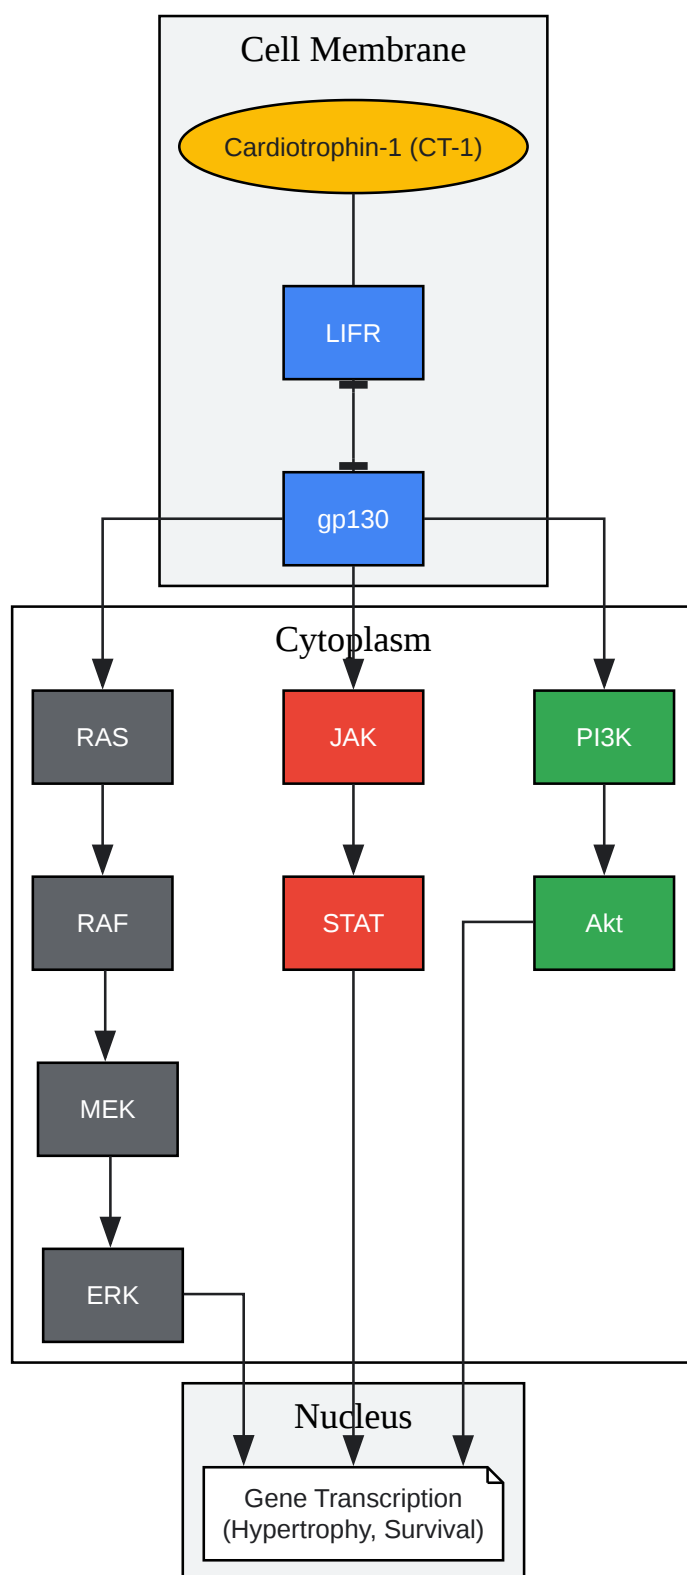 Cell Membrane
Cardiotrophin-1 (CT-1)
LIFR
gp130
Cytoplasm
RAS
JAK
PI3K
RAF
STAT
Akt
MEK
ERK
Nucleus
Gene Transcription
(Hypertrophy, Survival)